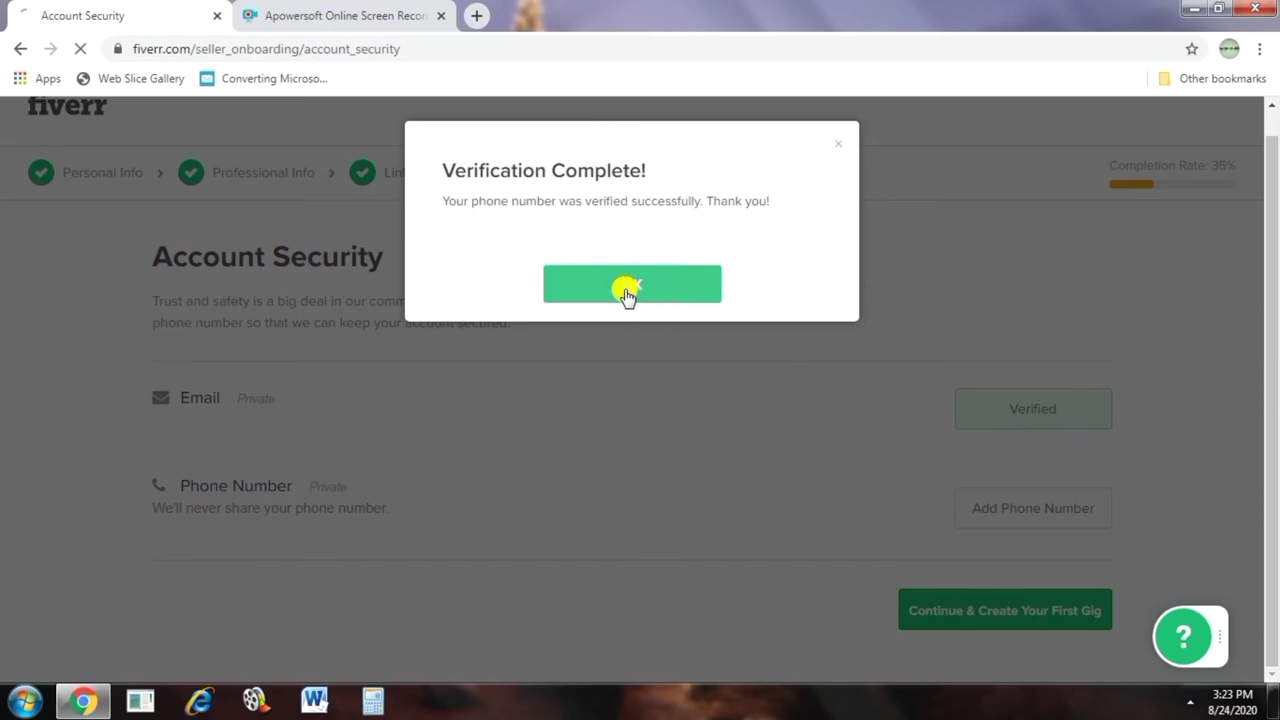 Account Security
Apowersoft Online Screen Recor
fiverr.com/seller_onboarding/account_security
Apps
Web Slice Gallery
Converting Microso...
Other bookmarks
fiverr
Personal Info
Professional Info
Completion Rate: 35%
Verification Complete!
Your phone number was verified successfully. Thank you!
Account Security
Trust and safety is a big deal in our
phone number so that we can keep your account secured.
Email Private
Verified
Phone Number Private
We'll never share your phone number.
Add Phone Number
Continue & Create Your First Gig
?
3:23 PM
8/24/2020